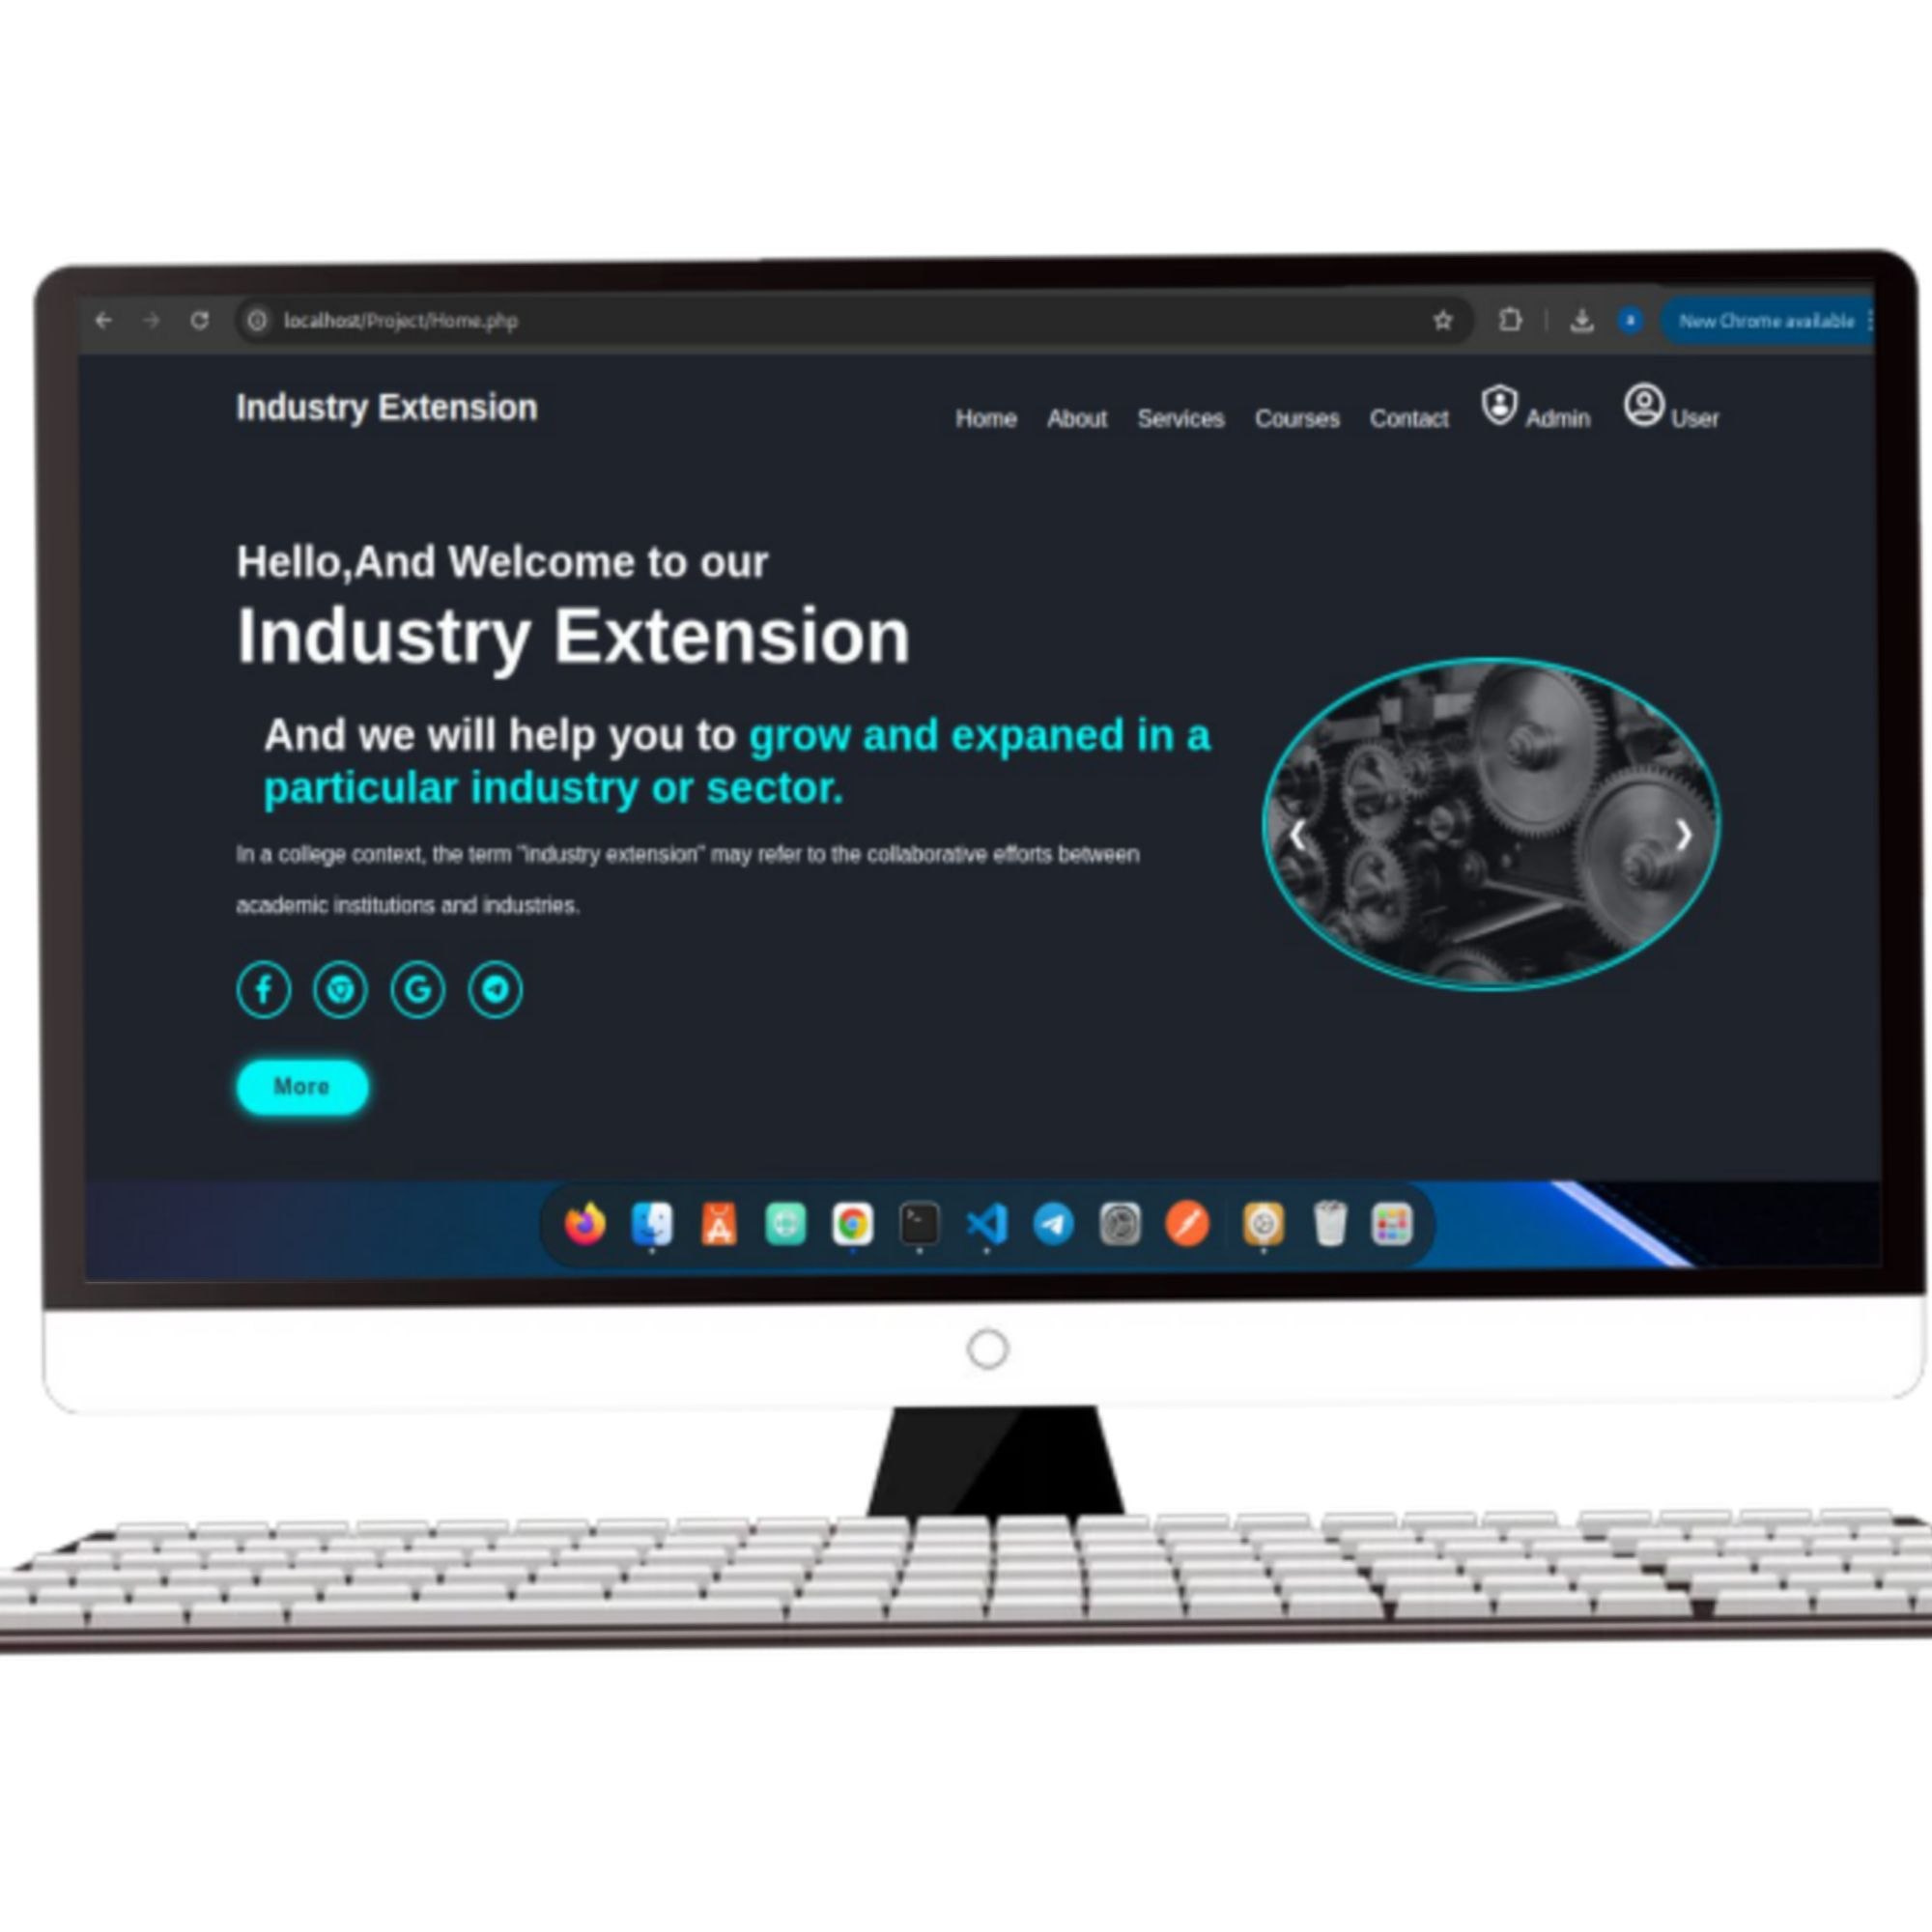 localhost/Project/Home.php
New Chrome available
Industry Extension
Home About Services Courses Contact Admin User
Hello,And Welcome to our
Industry Extension
And we will help you to grow and expaned in a
particular industry or sector.
In a college context, the term "industry extension" may refer to the collaborative efforts between
academic institutions and industries.
More